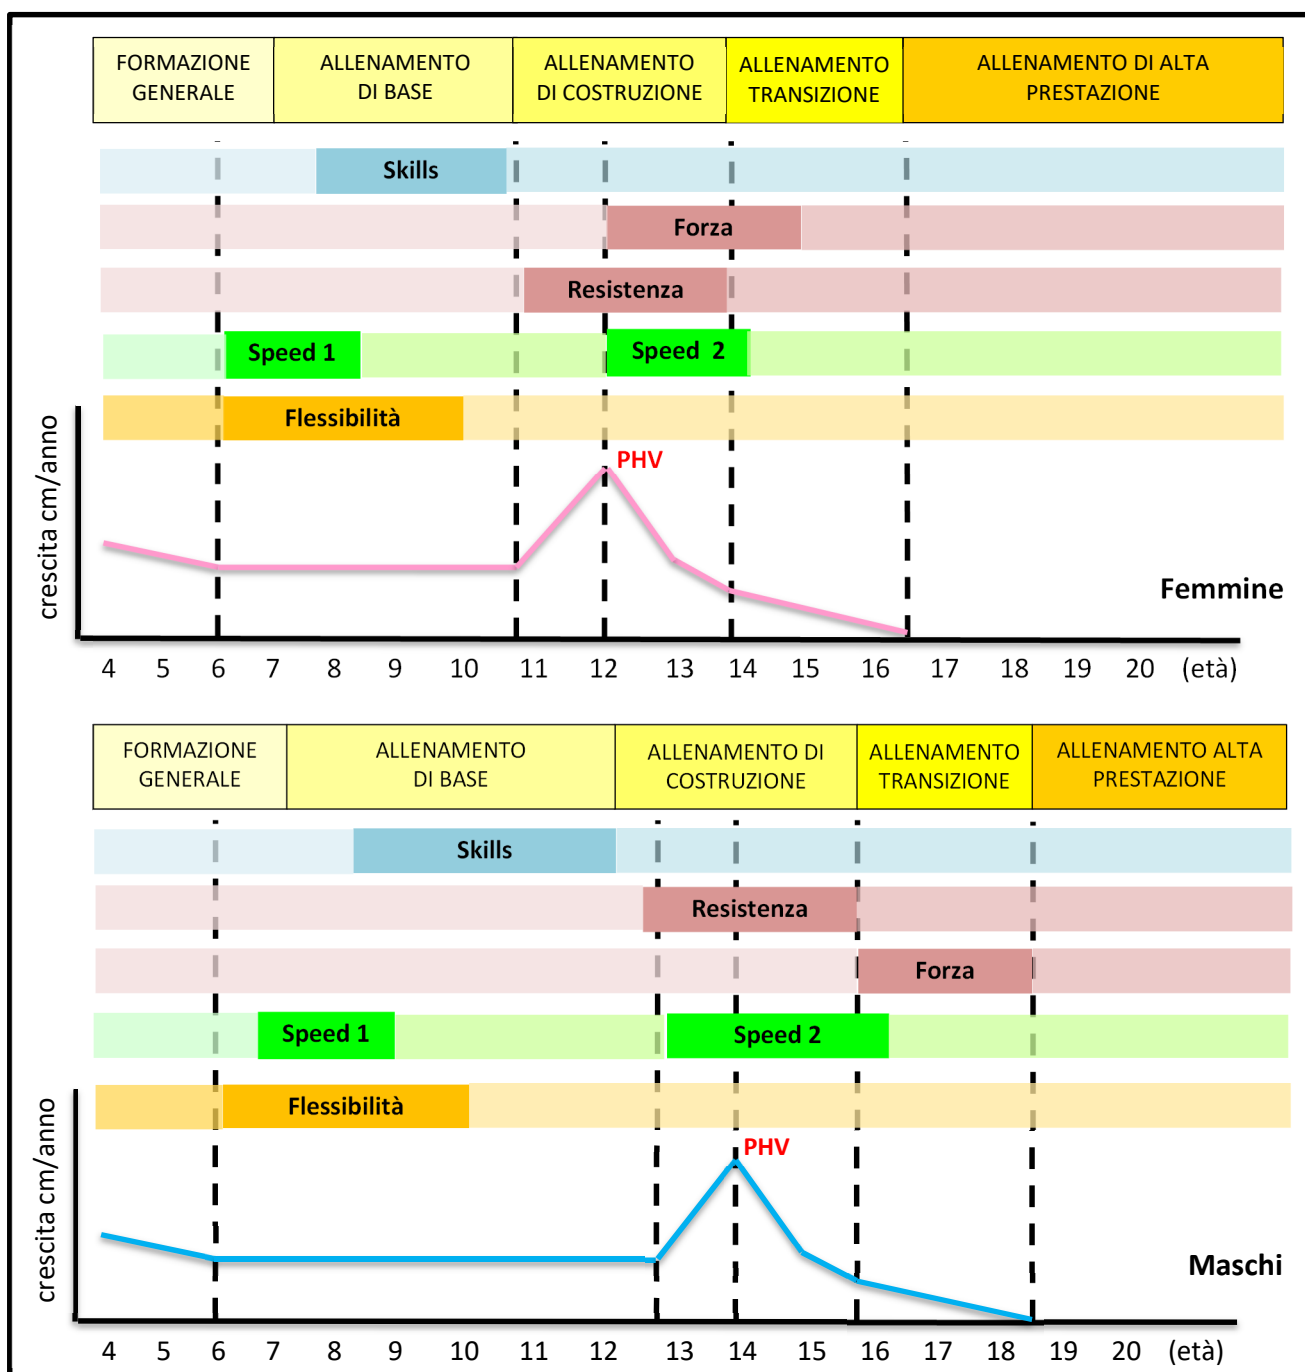 FORMAZIONE GENERALE
ALLENAMENTO DI BASE
ALLENAMENTO DI COSTRUZIONE
ALLENAMENTO TRANSIZIONE
ALLENAMENTO DI ALTA PRESTAZIONE
Skills
Forza
Resistenza
Speed 1
Speed 2
Flessibilità
PHV
crescita cm/anno
Femmine
4 5 6 7 8 9 10 11 12 13 14 15 16 17 18 19 20 (età)
FORMAZIONE GENERALE
ALLENAMENTO DI BASE
ALLENAMENTO DI COSTRUZIONE
ALLENAMENTO TRANSIZIONE
ALLENAMENTO ALTA PRESTAZIONE
Skills
Resistenza
Forza
Speed 1
Speed 2
Flessibilità
PHV
crescita cm/anno
Maschi
4 5 6 7 8 9 10 11 12 13 14 15 16 17 18 19 20 (età)